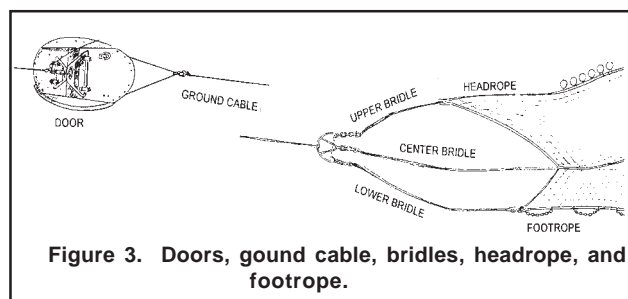 DOOR
GROUND CABLE
UPPER BRIDLE
HEADROPE
CENTER BRIDLE
LOWER BRIDLE
FOOTROPE
Figure 3. Doors, gound cable, bridles, headrope, and
footrope.